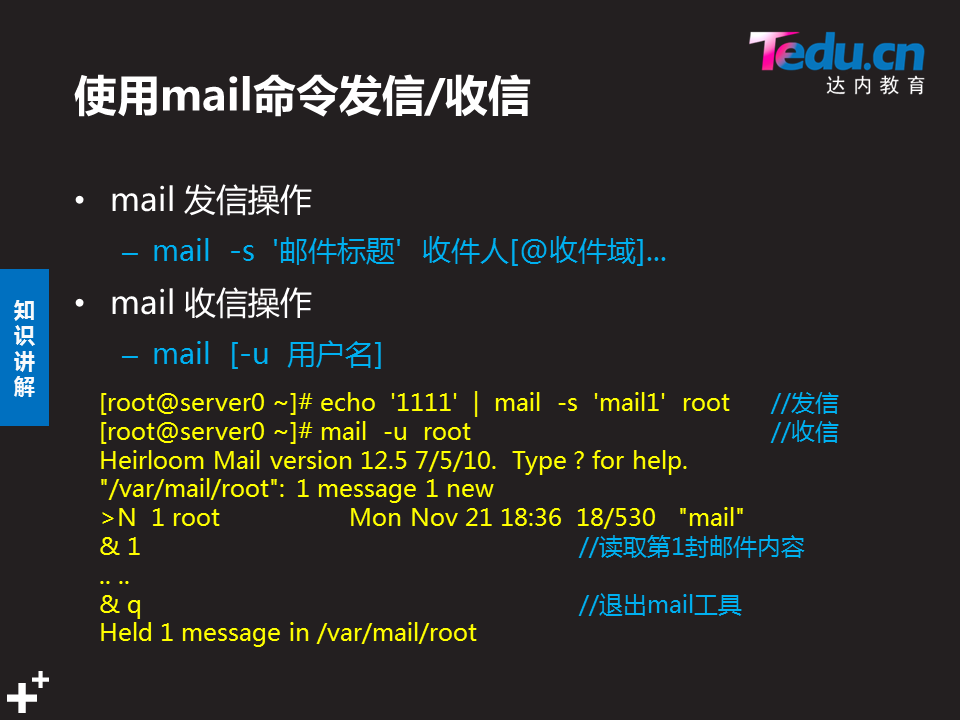 Tedu.cn
达内教育
使用mail命令发信/收信
• mail 发信操作
– mail -s '邮件标题' 收件人[@收件域]...
• mail 收信操作
– mail [-u 用户名]
知识讲解
[root@server0 ~]# echo '1111' | mail -s 'mail1' root //发信
[root@server0 ~]# mail -u root //收信
Heirloom Mail version 12.5 7/5/10. Type ? for help.
"/var/mail/root": 1 message 1 new
>N 1 root Mon Nov 21 18:36 18/530 "mail"
& 1 //读取第1封邮件内容
.. ..
& q //退出mail工具
Held 1 message in /var/mail/root